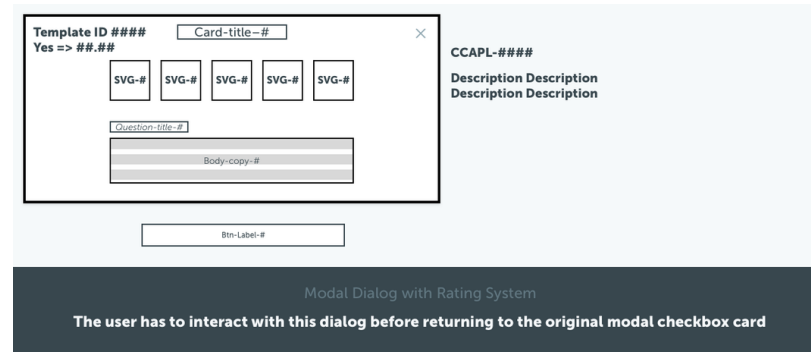 Template ID ####
Card-title–#
Yes => ##.##
SVG-# SVG-# SVG-# SVG-# SVG-#
Question-title-#
Body-copy-#
Btn-Label-#
CCAPL-####
Description Description
Description Description
Modal Dialog with Rating System
The user has to interact with this dialog before returning to the original modal checkbox card